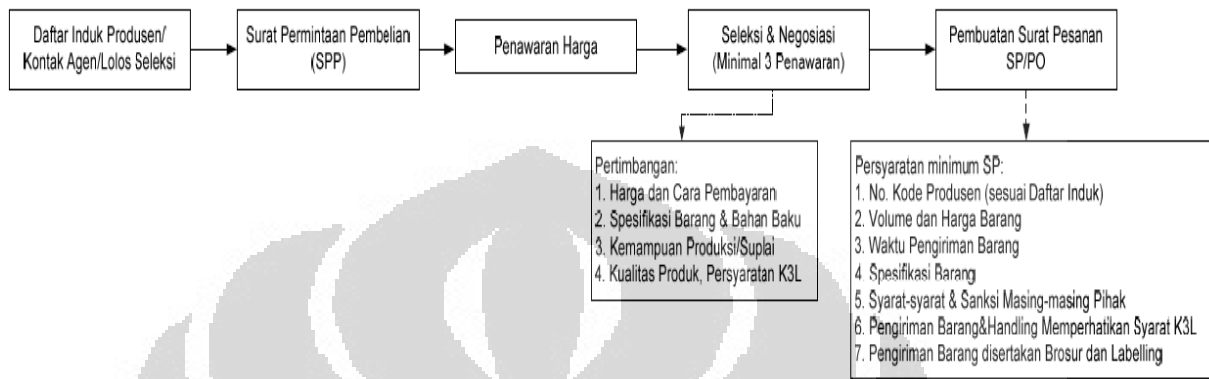 Daftar Induk Produsen/
Kontak Agen/Lolos Seleksi
Surat Permintaan Pembelian
(SPP)
Penawaran Harga
Seleksi & Negosiasi
(Minimal 3 Penawaran)
Pembuatan Surat Pesanan
SP/PO
Pertimbangan:
1. Harga dan Cara Pembayaran
2. Spesifikasi Barang & Bahan Baku
3. Kemampuan Produksi/Suplai
4. Kualitas Produk, Persyaratan K3L
Persyaratan minimum SP:
1. No. Kode Produsen (sesuai Daftar Induk)
2. Volume dan Harga Barang
3. Waktu Pengiriman Barang
4. Spesifikasi Barang
5. Syarat-syarat & Sanksi Masing-masing Pihak
6. Pengiriman Barang&Handling Memperhatikan Syarat K3L
7. Pengiriman Barang disertakan Brosur dan Labelling